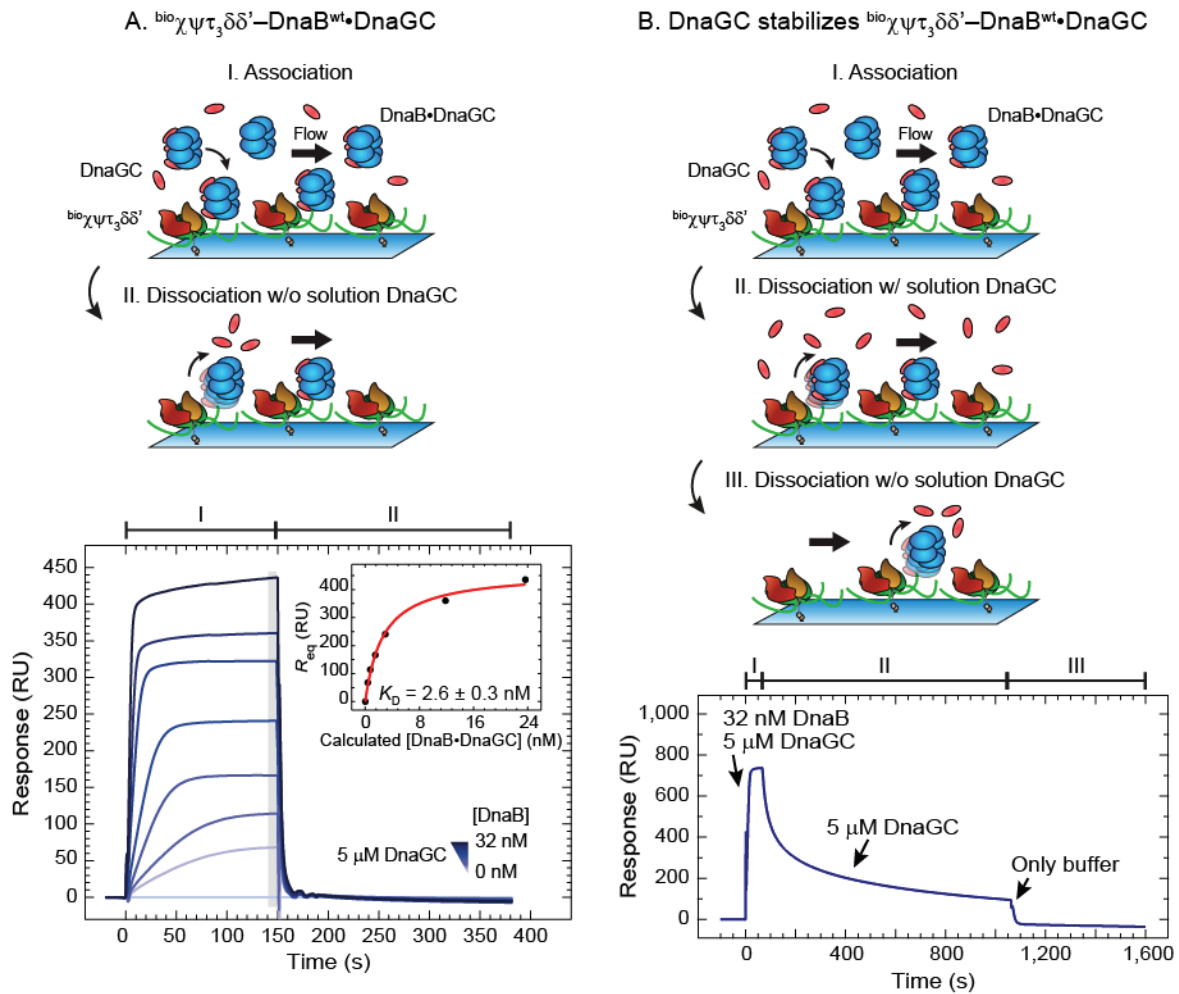 A. ᵇⁱᵒχψτ₃δδ'–DnaBʷᵗ•DnaGC
I. Association
DnaB•DnaGC
Flow
DnaGC
ᵇⁱᵒχψτ₃δδ'
II. Dissociation w/o solution DnaGC
I
II
450
400
350
300
250
200
150
100
50
0
Response (RU)
400
300
200
100
0
Req (RU)
K_D = 2.6 ± 0.3 nM
0 8 16 24
Calculated [DnaB•DnaGC] (nM)
[DnaB]
32 nM
5 μM DnaGC
0 nM
0 50 100 150 200 250 300 350 400
Time (s)
B. DnaGC stabilizes ᵇⁱᵒχψτ₃δδ'–DnaBʷᵗ•DnaGC
I. Association
DnaB•DnaGC
Flow
DnaGC
ᵇⁱᵒχψτ₃δδ'
II. Dissociation w/ solution DnaGC
III. Dissociation w/o solution DnaGC
I
II
III
1,000
800
600
400
200
0
Response (RU)
32 nM DnaB
5 μM DnaGC
5 μM DnaGC
Only buffer
0 400 800 1,200 1,600
Time (s)